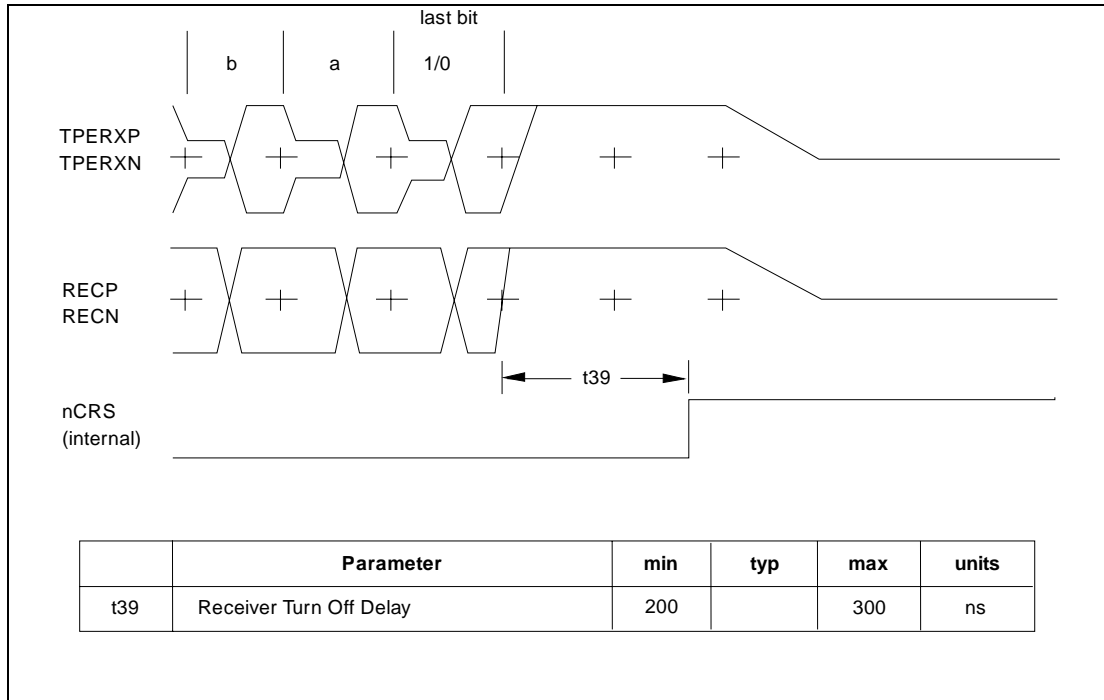 last bit
b a 1/0
TPERXP
TPERXN
RECP
RECN
t39
nCRS
(internal)
Parameter min typ max units
t39 Receiver Turn Off Delay 200 300 ns